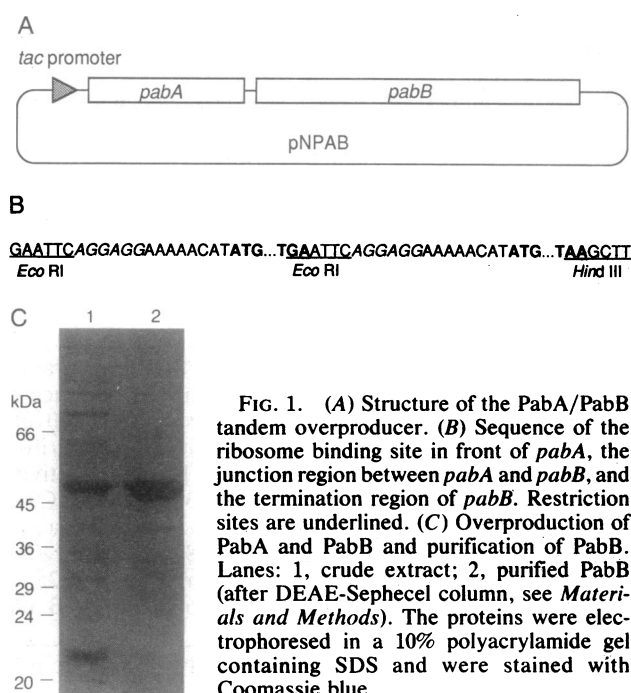 A
tac promoter
pabA
pabB
pNPAB
B
GAATTCAGGAGGAAAAACATATG...TGAATTCAGGAGGAAAAACATATG...TAAGCTT
Eco RI
Eco RI
Hind III
C
1 2
kDa
66
45
36
29
24
20
FIG. 1. (A) Structure of the PabA/PabB
tandem overproducer. (B) Sequence of the
ribosome binding site in front of pabA, the
junction region between pabA and pabB, and
the termination region of pabB. Restriction
sites are underlined. (C) Overproduction of
PabA and PabB and purification of PabB.
Lanes: 1, crude extract; 2, purified PabB
(after DEAE-Sephecel column, see Materi-
als and Methods). The proteins were elec-
trophoresed in a 10% polyacrylamide gel
containing SDS and were stained with
Coomassie blue.